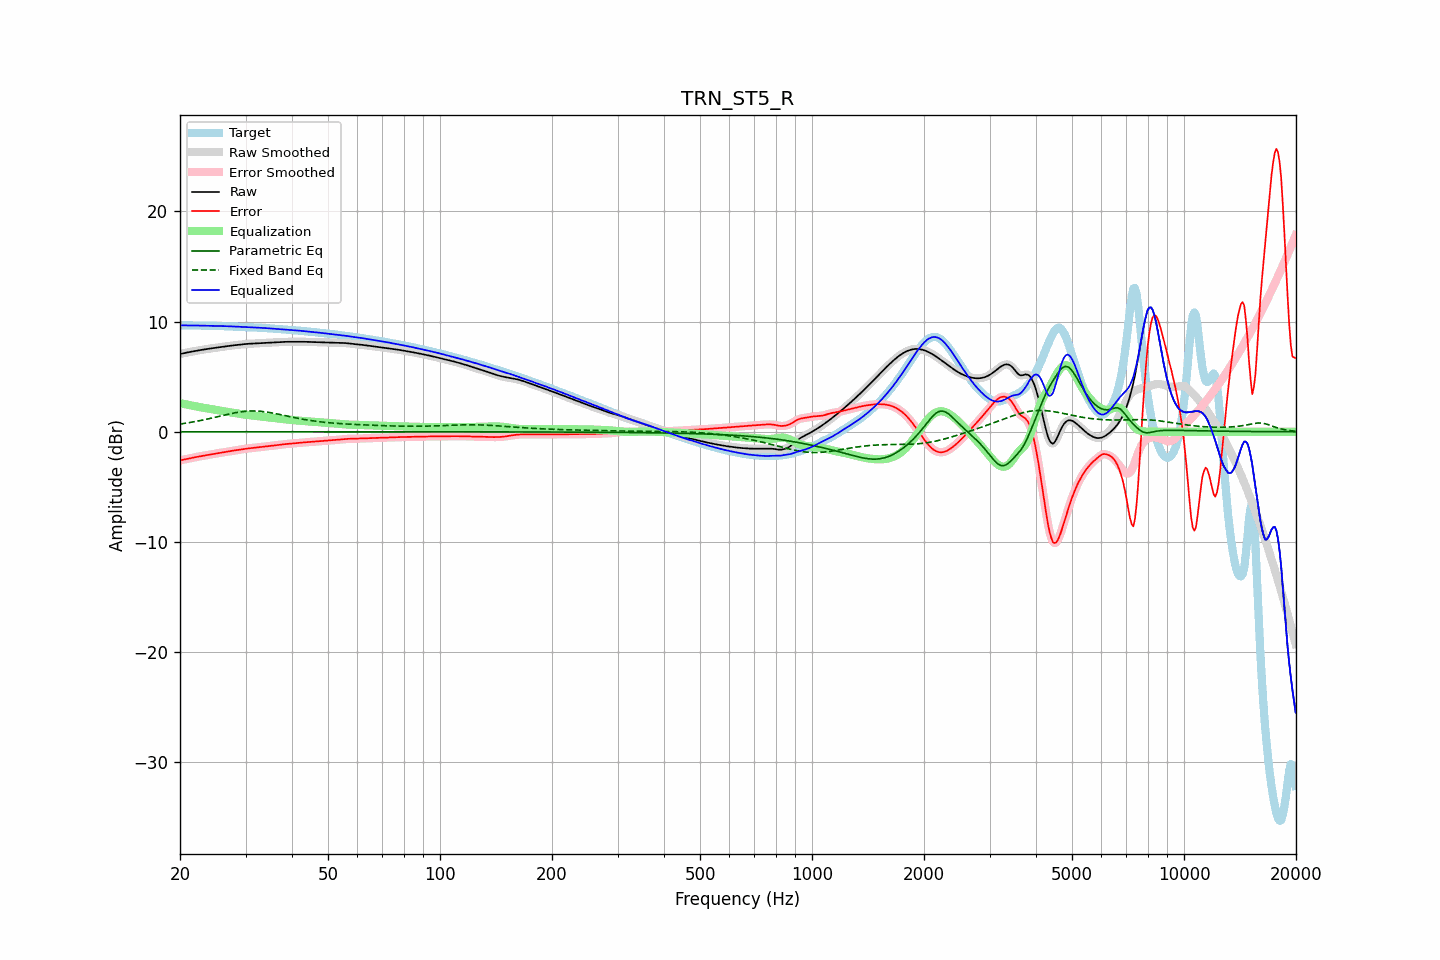 TRN_ST5_R
Target
Raw Smoothed
Error Smoothed
Raw
Error
Equalization
Parametric Eq
Fixed Band Eq
Equalized
20
10
0
−10
−20
−30
Amplitude (dBr)
20 50 100 200 500 1000 2000 5000 10000 20000
Frequency (Hz)